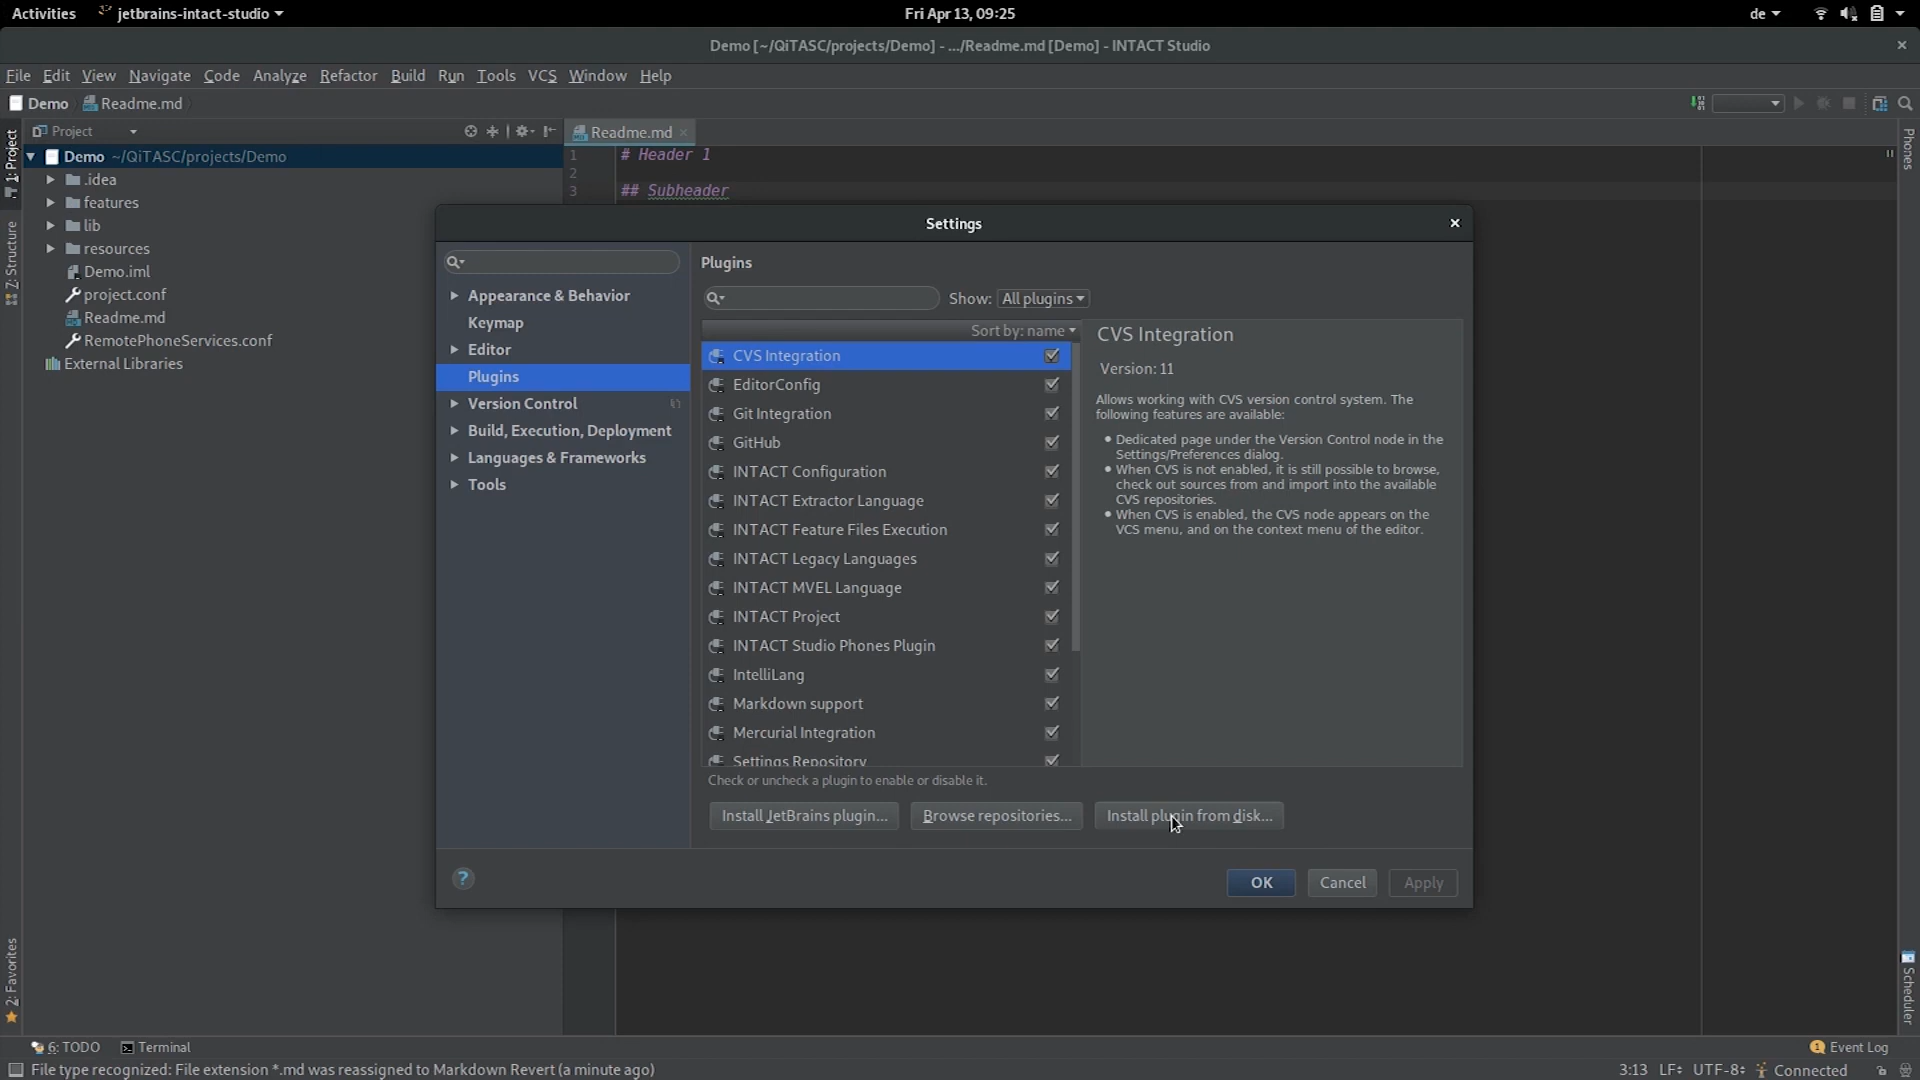 Activities
jetbrains-intact-studio
Fri Apr 13, 09:25
de
Demo [~/QiTASC/projects/Demo] - .../Readme.md [Demo] - INTACT Studio
File Edit View Navigate Code Analyze Refactor Build Run Tools VCS Window Help
Demo
Readme.md
1: Project
Z: Structure
2: Favorites
Project
Demo ~/QiTASC/projects/Demo
.idea
features
lib
resources
Demo.iml
project.conf
Readme.md
RemotePhoneServices.conf
External Libraries
Readme.md
1 # Header 1
2
3 ## Subheader
Phones
Scheduler
Settings
Appearance & Behavior
Keymap
Editor
Plugins
Version Control
Build, Execution, Deployment
Languages & Frameworks
Tools
Plugins
Show: All plugins
Sort by: name
CVS Integration
EditorConfig
Git Integration
GitHub
INTACT Configuration
INTACT Extractor Language
INTACT Feature Files Execution
INTACT Legacy Languages
INTACT MVEL Language
INTACT Project
INTACT Studio Phones Plugin
IntelliLang
Markdown support
Mercurial Integration
Settings Repository
CVS Integration
Version: 11
Allows working with CVS version control system. The
following features are available:
• Dedicated page under the Version Control node in the
Settings/Preferences dialog.
• When CVS is not enabled, it is still possible to browse,
check out sources from and import into the available
CVS repositories.
• When CVS is enabled, the CVS node appears on the
VCS menu, and on the context menu of the editor.
Check or uncheck a plugin to enable or disable it.
Install JetBrains plugin...
Browse repositories...
Install plugin from disk...
?
OK
Cancel
Apply
6: TODO
Terminal
1 Event Log
File type recognized: File extension *.md was reassigned to Markdown Revert (a minute ago)
3:13 LF UTF-8 Connected